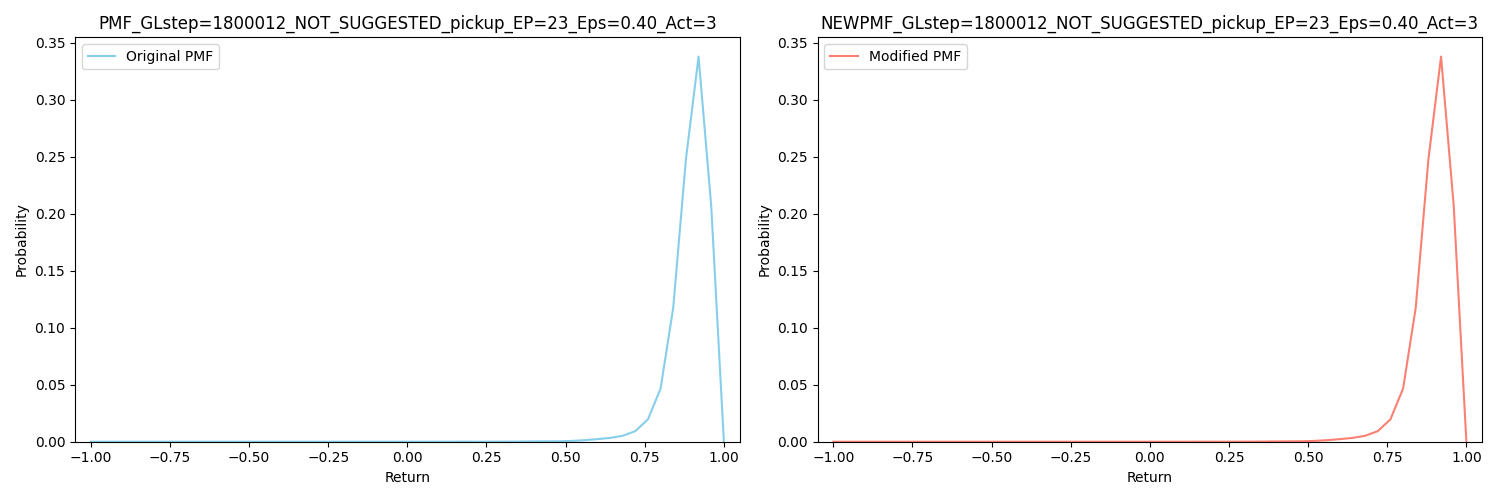 PMF_GLstep=1800012_NOT_SUGGESTED_pickup_EP=23_Eps=0.40_Act=3
Original PMF
Probability
0.35
0.30
0.25
0.20
0.15
0.10
0.05
0.00
−1.00 −0.75 −0.50 −0.25 0.00 0.25 0.50 0.75 1.00
Return
NEWPMF_GLstep=1800012_NOT_SUGGESTED_pickup_EP=23_Eps=0.40_Act=3
Modified PMF
Probability
0.35
0.30
0.25
0.20
0.15
0.10
0.05
0.00
−1.00 −0.75 −0.50 −0.25 0.00 0.25 0.50 0.75 1.00
Return